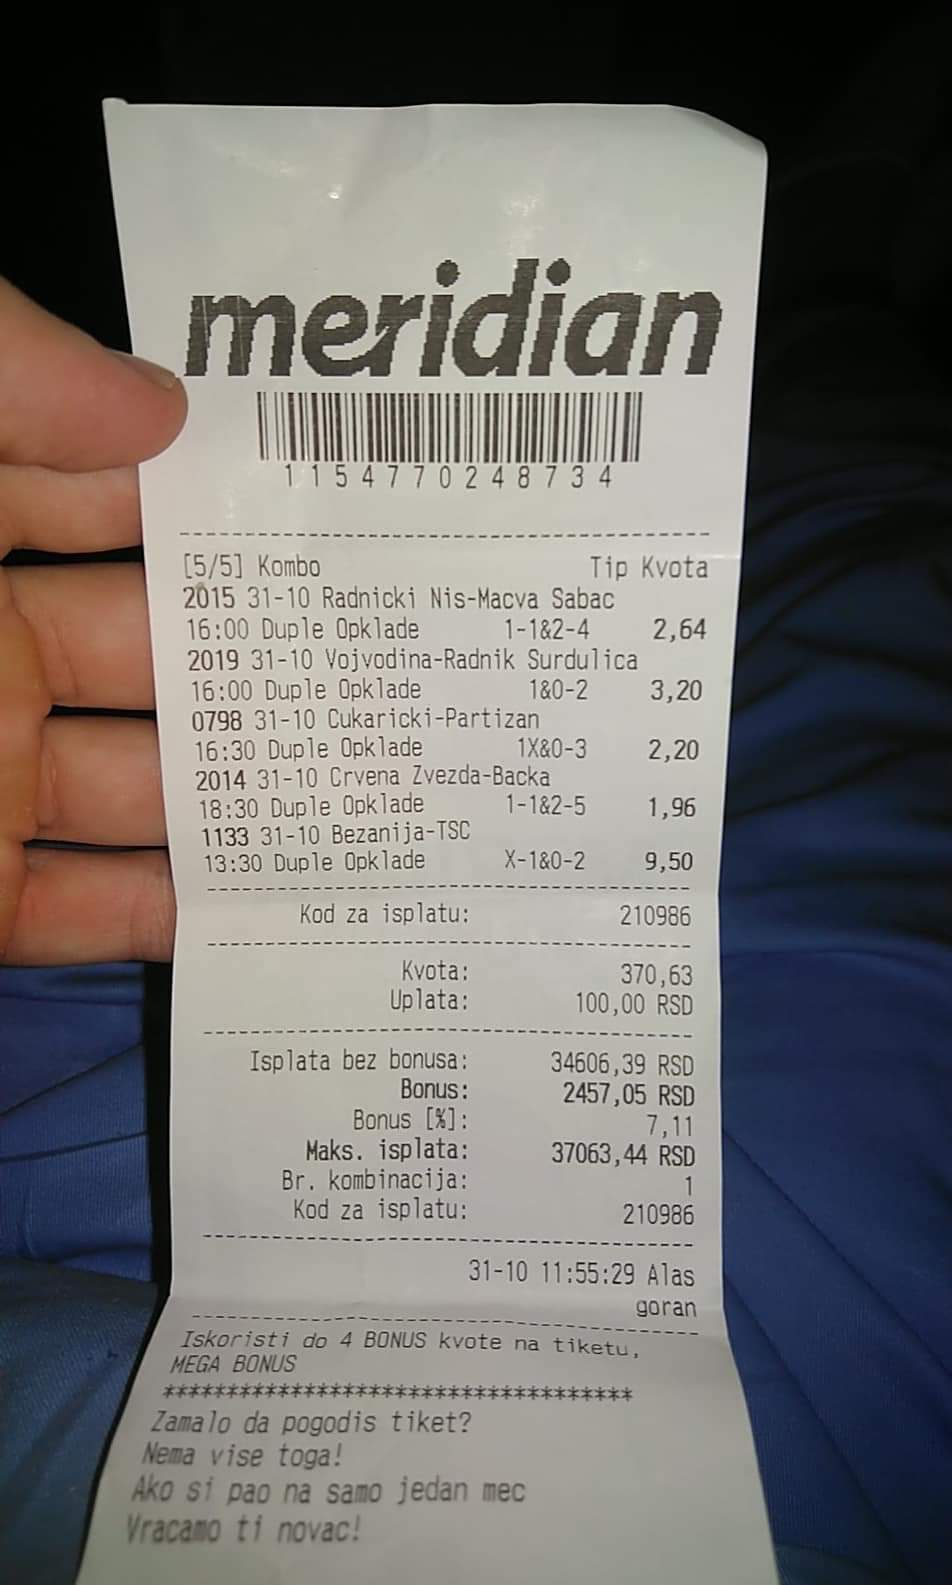 meridian
1154770248734
[5/5] Kombo Tip Kvota
2015 31-10 Radnicki Nis-Macva Sabac
16:00 Duple Opklade 1-1&2-4 2,64
2019 31-10 Vojvodina-Radnik Surdulica
16:00 Duple Opklade 1&0-2 3,20
0798 31-10 Cukaricki-Partizan
16:30 Duple Opklade 1X&0-3 2,20
2014 31-10 Crvena Zvezda-Backa
18:30 Duple Opklade 1-1&2-5 1,96
1133 31-10 Bezanija-TSC
13:30 Duple Opklade X-1&0-2 9,50
Kod za isplatu: 210986
Kvota: 370,63
Uplata: 100,00 RSD
Isplata bez bonusa: 34606,39 RSD
Bonus: 2457,05 RSD
Bonus [%]: 7,11
Maks. isplata: 37063,44 RSD
Br. kombinacija: 1
Kod za isplatu: 210986
31-10 11:55:29 Alas
goran
Iskoristi do 4 BONUS kvote na tiketu,
MEGA BONUS
*************************************
Zamalo da pogodis tiket?
Nema vise toga!
Ako si pao na samo jedan mec
Vracamo ti novac!